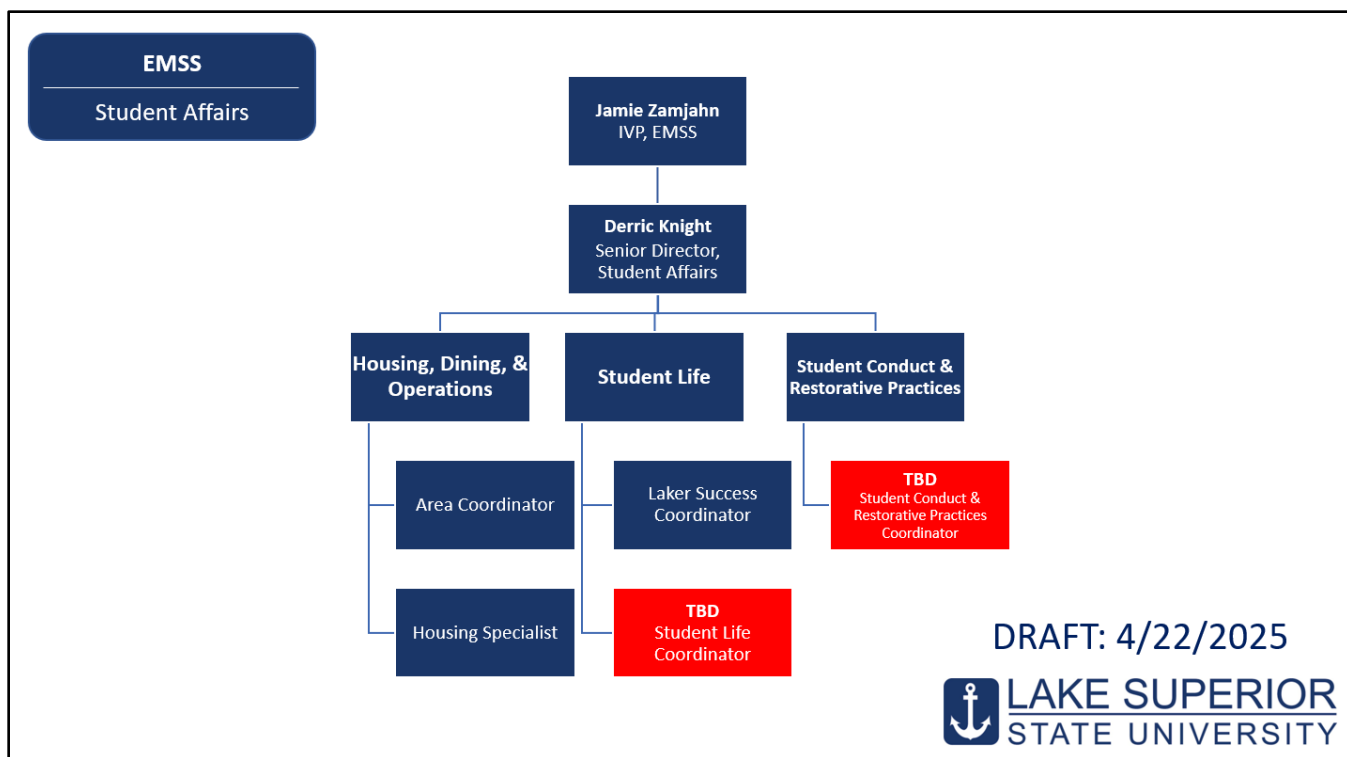 EMSS
Student Affairs
Jamie Zamjahn
IVP, EMSS
Derric Knight
Senior Director,
Student Affairs
Housing, Dining, &
Operations
Student Life
Student Conduct &
Restorative Practices
Area Coordinator
Laker Success
Coordinator
TBD
Student Conduct &
Restorative Practices
Coordinator
Housing Specialist
TBD
Student Life
Coordinator
DRAFT: 4/22/2025
LAKE SUPERIOR
STATE UNIVERSITY